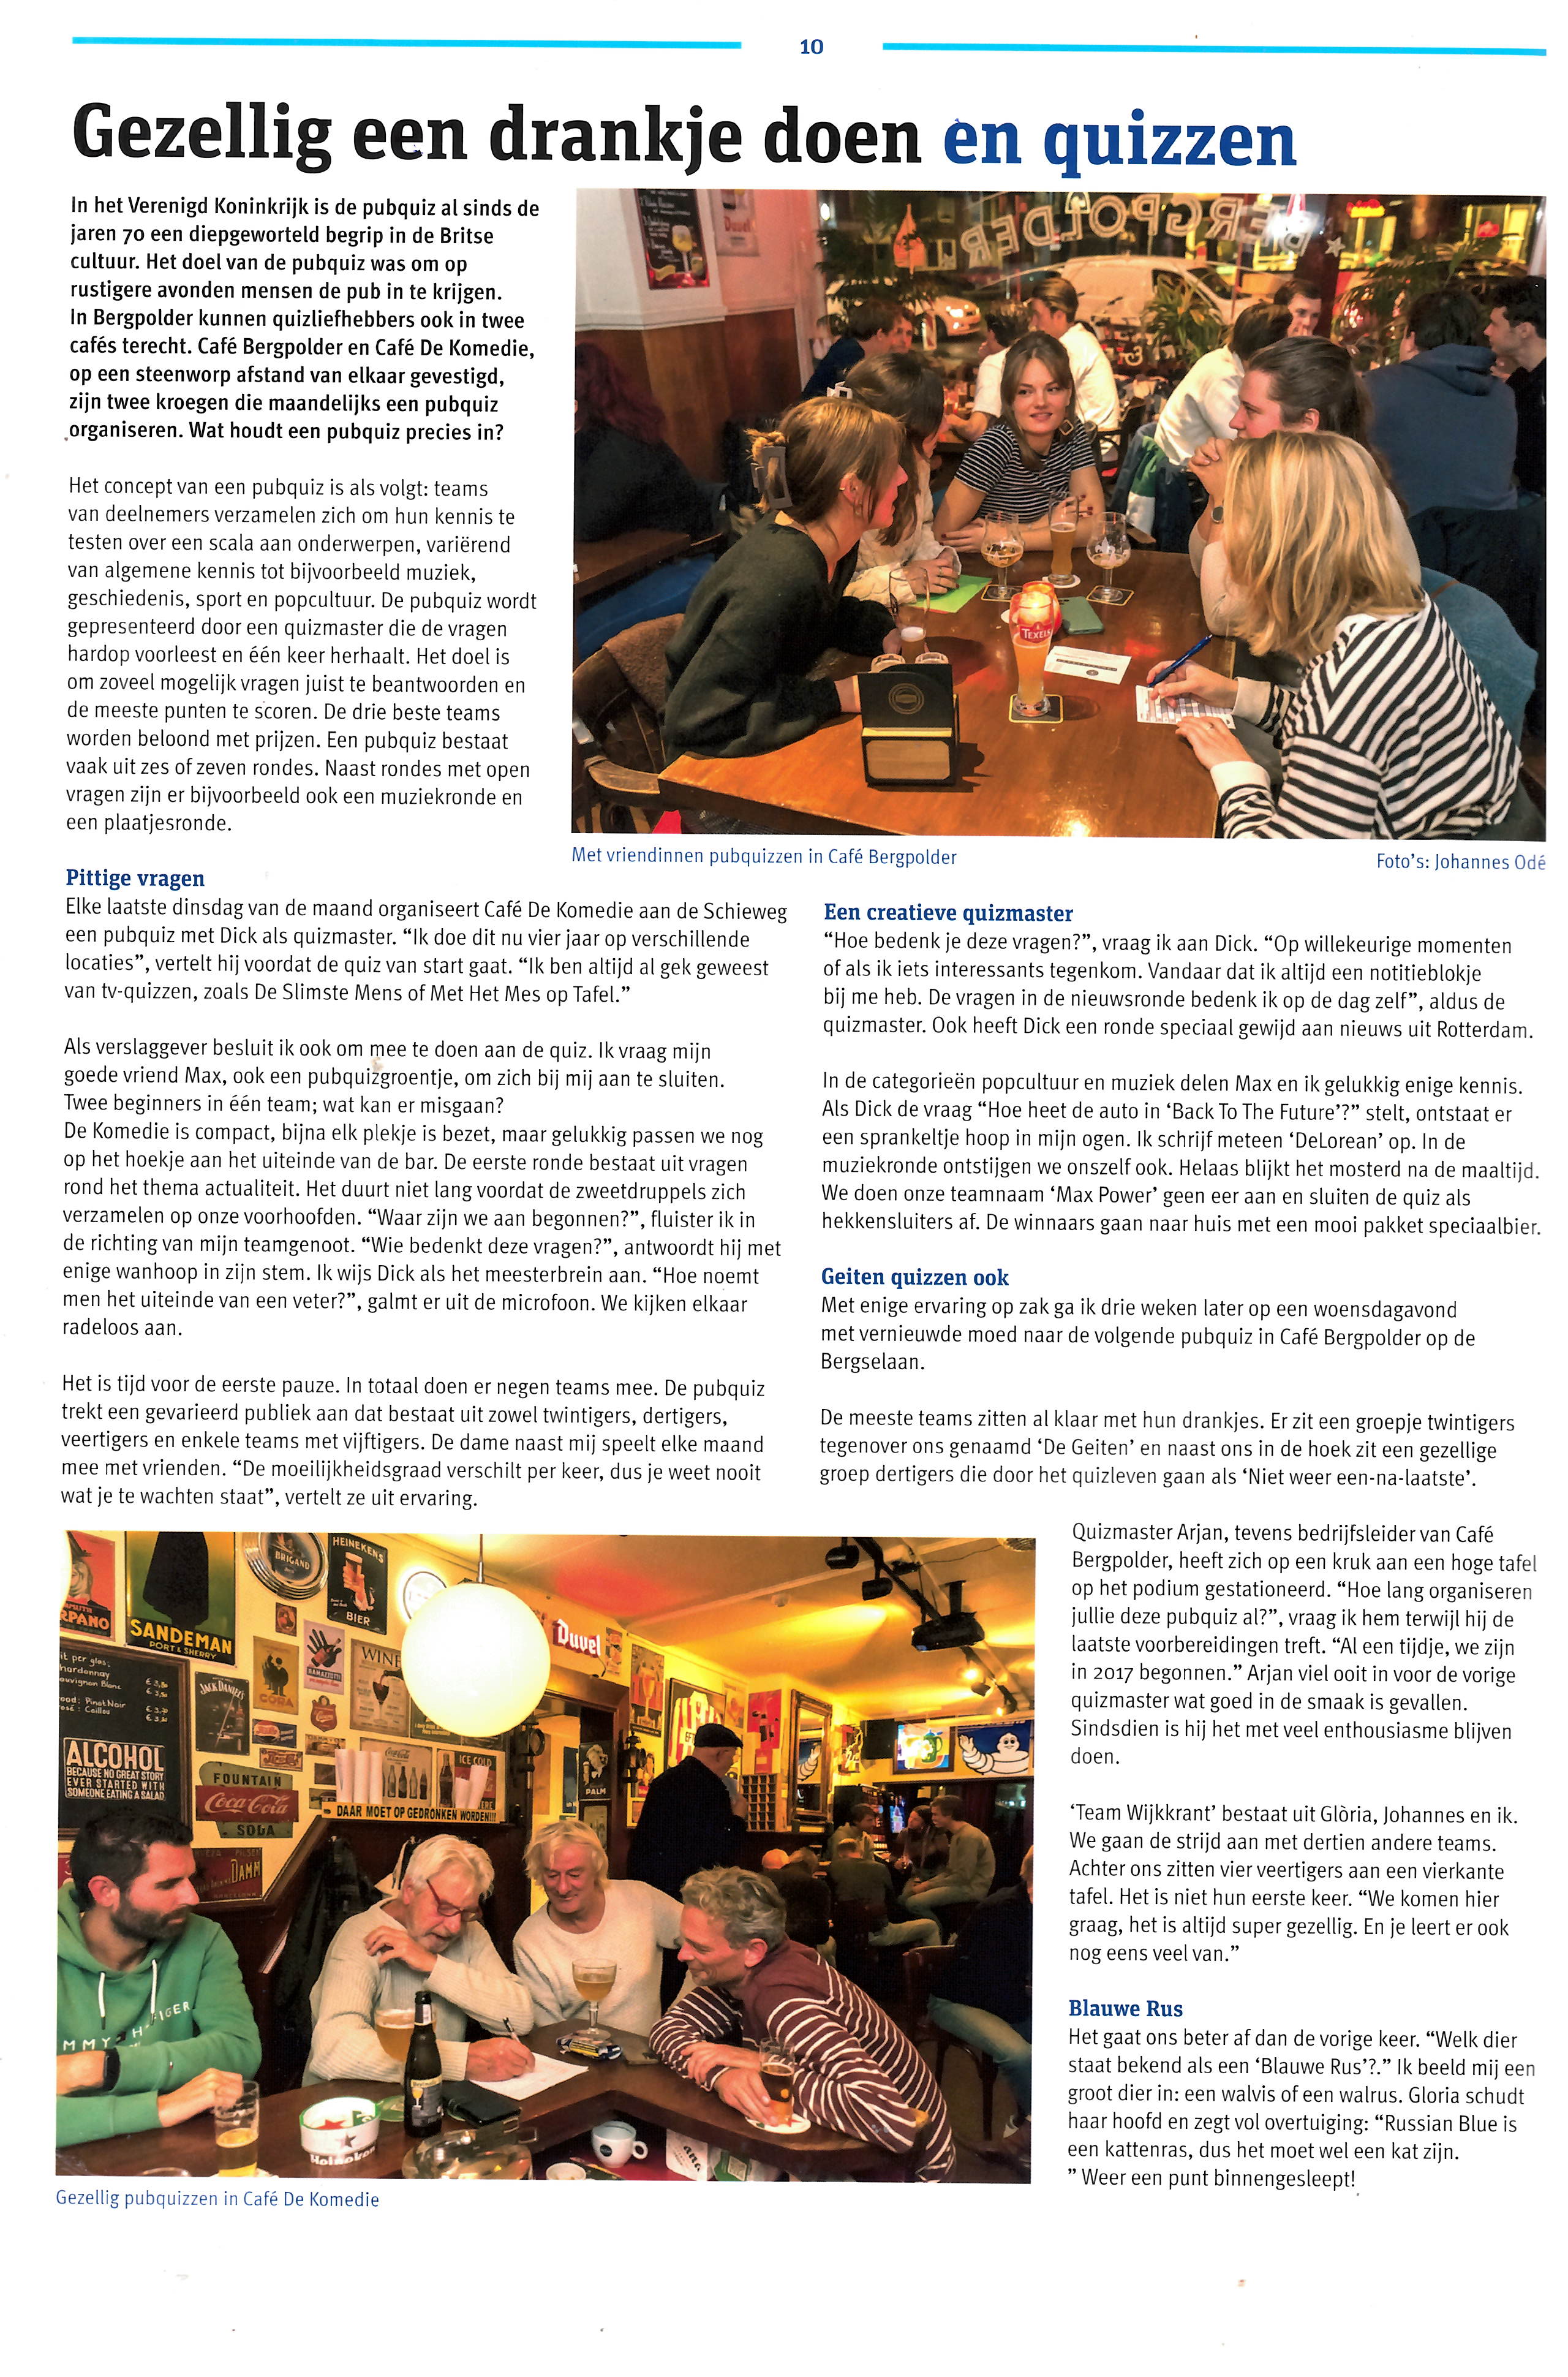 10
Gezellig een drankje doen en quizzen
In het Verenigd Koninkrijk is de pubquiz al sinds de
jaren 70 een diepgeworteld begrip in de Britse
cultuur. Het doel van de pubquiz was om op
rustigere avonden mensen de pub in te krijgen.
In Bergpolder kunnen quizliefhebbers ook in twee
cafés terecht. Café Bergpolder en Café De Komedie,
op een steenworp afstand van elkaar gevestigd,
zijn twee kroegen die maandelijks een pubquiz
organiseren. Wat houdt een pubquiz precies in?
Het concept van een pubquiz is als volgt: teams
van deelnemers verzamelen zich om hun kennis te
testen over een scala aan onderwerpen, variërend
van algemene kennis tot bijvoorbeeld muziek,
geschiedenis, sport en popcultuur. De pubquiz wordt
gepresenteerd door een quizmaster die de vragen
hardop voorleest en één keer herhaalt. Het doel is
om zoveel mogelijk vragen juist te beantwoorden en
de meeste punten te scoren. De drie beste teams
worden beloond met prijzen. Een pubquiz bestaat
vaak uit zes of zeven rondes. Naast rondes met open
vragen zijn er bijvoorbeeld ook een muziekronde en
een plaatjesronde.
BERGPOLDER
TEXELS
Met vriendinnen pubquizzen in Café Bergpolder
Foto's: Johannes Odé
Pittige vragen
Elke laatste dinsdag van de maand organiseert Café De Komedie aan de Schieweg
een pubquiz met Dick als quizmaster. “Ik doe dit nu vier jaar op verschillende
locaties”, vertelt hij voordat de quiz van start gaat. “Ik ben altijd al gek geweest
van tv-quizzen, zoals De Slimste Mens of Met Het Mes op Tafel.”
Als verslaggever besluit ik ook om mee te doen aan de quiz. Ik vraag mijn
goede vriend Max, ook een pubquizgroentje, om zich bij mij aan te sluiten.
Twee beginners in één team; wat kan er misgaan?
De Komedie is compact, bijna elk plekje is bezet, maar gelukkig passen we nog
op het hoekje aan het uiteinde van de bar. De eerste ronde bestaat uit vragen
rond het thema actualiteit. Het duurt niet lang voordat de zweetdruppels zich
verzamelen op onze voorhoofden. “Waar zijn we aan begonnen?”, fluister ik in
de richting van mijn teamgenoot. “Wie bedenkt deze vragen?”, antwoordt hij met
enige wanhoop in zijn stem. Ik wijs Dick als het meesterbrein aan. “Hoe noemt
men het uiteinde van een veter?”, galmt er uit de microfoon. We kijken elkaar
radeloos aan.
Het is tijd voor de eerste pauze. In totaal doen er negen teams mee. De pubquiz
trekt een gevarieerd publiek aan dat bestaat uit zowel twintigers, dertigers,
veertigers en enkele teams met vijftigers. De dame naast mij speelt elke maand
mee met vrienden. “De moeilijkheidsgraad verschilt per keer, dus je weet nooit
wat je te wachten staat”, vertelt ze uit ervaring.
Een creatieve quizmaster
“Hoe bedenk je deze vragen?”, vraag ik aan Dick. “Op willekeurige momenten
of als ik iets interessants tegenkom. Vandaar dat ik altijd een notitieblokje
bij me heb. De vragen in de nieuwsronde bedenk ik op de dag zelf”, aldus de
quizmaster. Ook heeft Dick een ronde speciaal gewijd aan nieuws uit Rotterdam.
In de categorieën popcultuur en muziek delen Max en ik gelukkig enige kennis.
Als Dick de vraag “Hoe heet de auto in ‘Back To The Future’?” stelt, ontstaat er
een sprankeltje hoop in mijn ogen. Ik schrijf meteen ‘DeLorean’ op. In de
muziekronde ontstijgen we onszelf ook. Helaas blijkt het mosterd na de maaltijd.
We doen onze teamnaam ‘Max Power’ geen eer aan en sluiten de quiz als
hekkensluiters af. De winnaars gaan naar huis met een mooi pakket speciaalbier.
Geiten quizzen ook
Met enige ervaring op zak ga ik drie weken later op een woensdagavond
met vernieuwde moed naar de volgende pubquiz in Café Bergpolder op de
Bergselaan.
De meeste teams zitten al klaar met hun drankjes. Er zit een groepje twintigers
tegenover ons genaamd ‘De Geiten’ en naast ons in de hoek zit een gezellige
groep dertigers die door het quizleven gaan als ‘Niet weer een-na-laatste’.
Quizmaster Arjan, tevens bedrijfsleider van Café
Bergpolder, heeft zich op een kruk aan een hoge tafel
op het podium gestationeerd. “Hoe lang organiseren
jullie deze pubquiz al?”, vraag ik hem terwijl hij de
laatste voorbereidingen treft. “Al een tijdje, we zijn
in 2017 begonnen.” Arjan viel ooit in voor de vorige
quizmaster wat goed in de smaak is gevallen.
Sindsdien is hij het met veel enthousiasme blijven
doen.
‘Team Wijkkrant’ bestaat uit Glòria, Johannes en ik.
We gaan de strijd aan met dertien andere teams.
Achter ons zitten vier veertigers aan een vierkante
tafel. Het is niet hun eerste keer. “We komen hier
graag, het is altijd super gezellig. En je leert er ook
nog eens veel van.”
Blauwe Rus
Het gaat ons beter af dan de vorige keer. “Welk dier
staat bekend als een ‘Blauwe Rus’?.” Ik beeld mij een
groot dier in: een walvis of een walrus. Gloria schudt
haar hoofd en zegt vol overtuiging: “Russian Blue is
een kattenras, dus het moet wel een kat zijn.
” Weer een punt binnengesleept!
RPANO
SANDEMAN
PORT & SHERRY
BRIGAND
HEINEKENS
BIER
Duvel
WINE
RAMAZZOTTI
CORA
JACK DANIEL'S
Pinot Noir
ALCOHOL
BECAUSE NO GREAT STORY
EVER STARTED WITH
SOMEONE EATING A SALAD
FOUNTAIN
Coca-Cola
SODA
Coca-Cola
ICE COLD
PALM
DAAR MOET OP GEDRONKEN WORDEN!!!
DAMM
Heineken
Gezellig pubquizzen in Café De Komedie